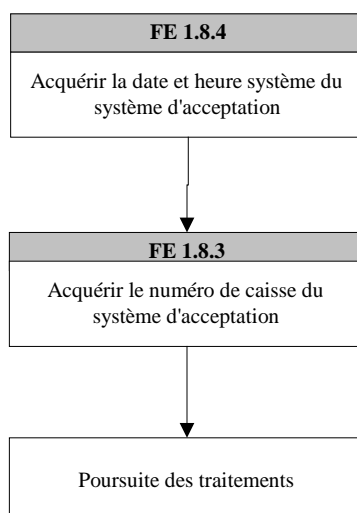 FE 1.8.4
Acquérir la date et heure système du
système d'acceptation
FE 1.8.3
Acquérir le numéro de caisse du
système d'acceptation
Poursuite des traitements